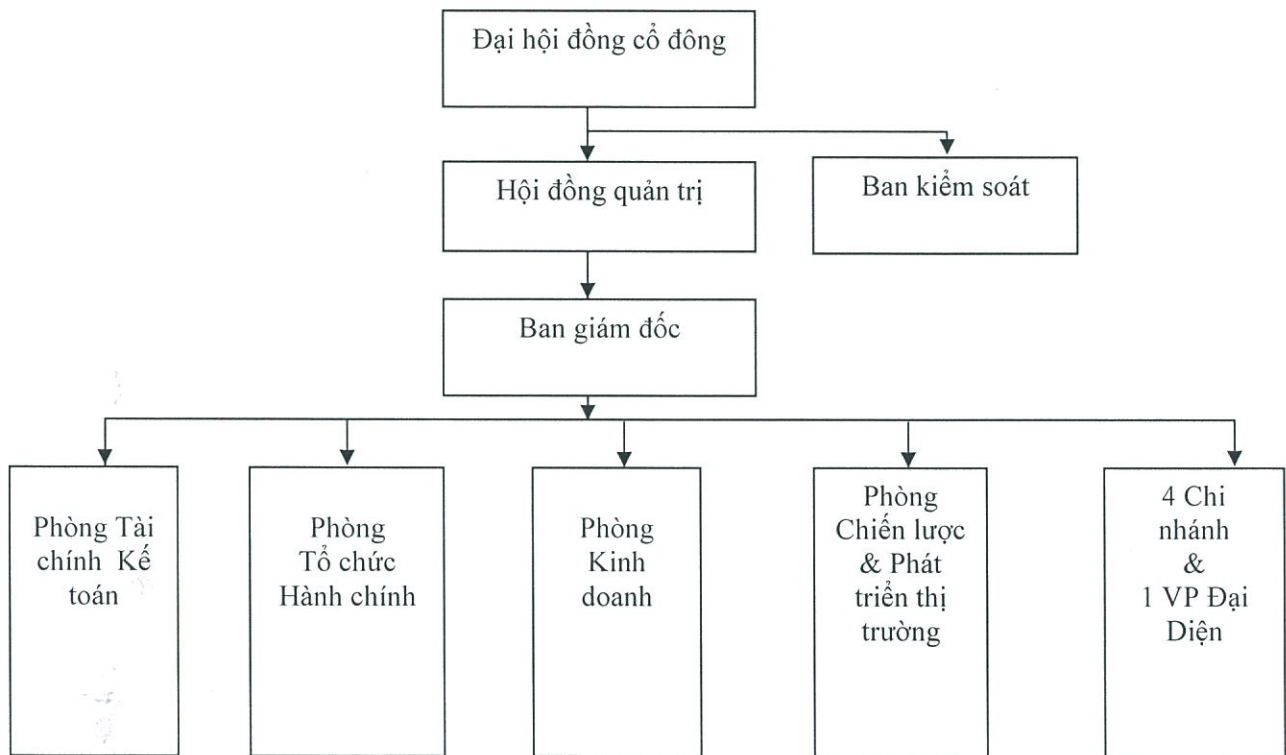 Đại hội đồng cổ đông
Hội đồng quản trị
Ban kiểm soát
Ban giám đốc
Phòng Tài
chính Kế
toán
Phòng
Tổ chức
Hành chính
Phòng
Kinh
doanh
Phòng
Chiến lược
& Phát
triển thị
trường
4 Chi
nhánh
&
1 VP Đại
Diện